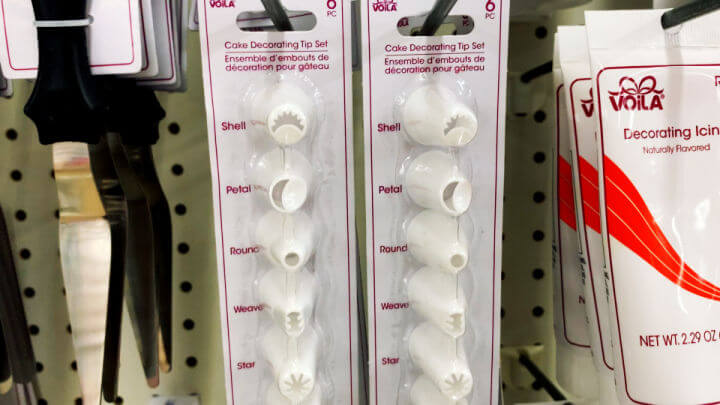 VOiLA
6
PC
Cake Decorating Tip Set
Ensemble d'embouts de
décoration pour gâteau
Shell
Petal
Round
Weave
Star
VOiLA
6
PC
Cake Decorating Tip Set
Ensemble d'embouts de
décoration pour gâteau
Shell
Petal
Round
Weave
Star
VOiLA
Decorating Icin
Naturally Flavored
NET WT. 2.29 OZ